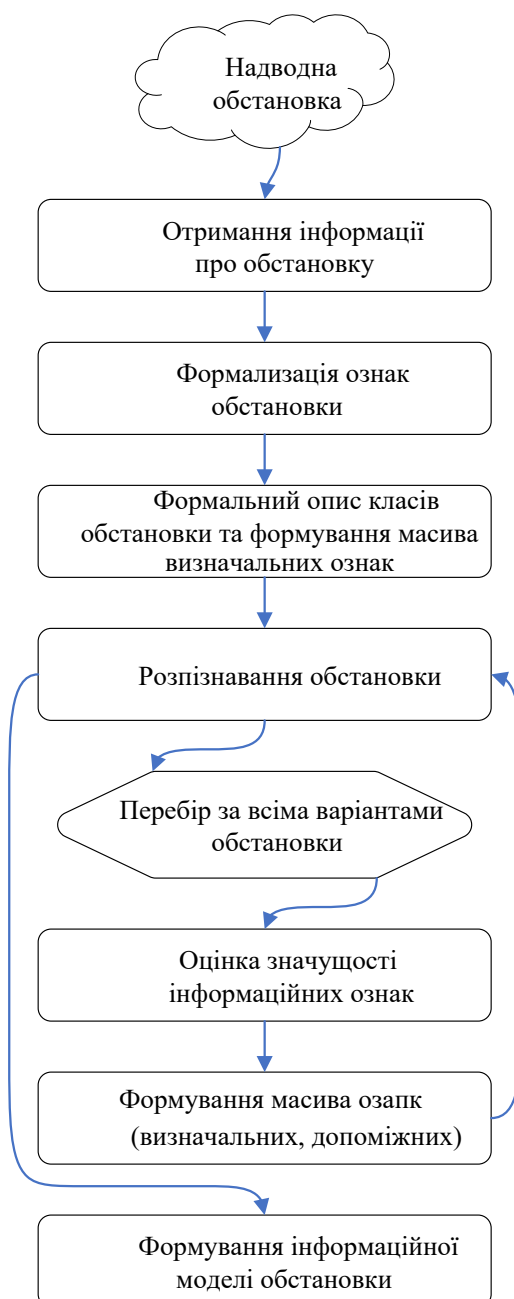 Надводна
обстановка
Отримання інформації
про обстановку
Формализація ознак
обстановки
Формальний опис класів
обстановки та формування масива
визначальних ознак
Розпізнавання обстановки
Перебір за всіма варіантами
обстановки
Оцінка значущості
інформаційних ознак
Формування масива озапк
(визначальних, допоміжних)
Формування інформаційної
моделі обстановки